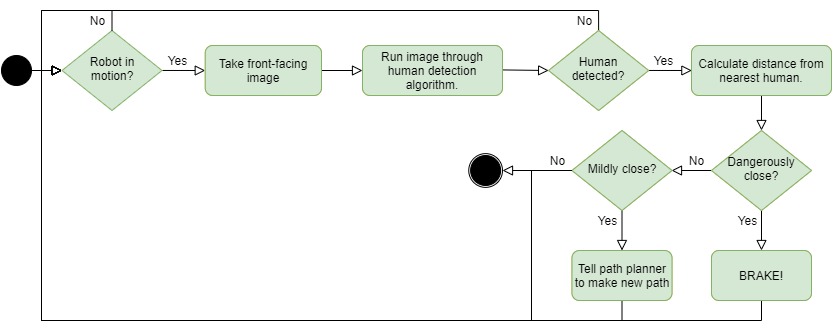 No
No
Robot in
motion?
Yes
Take front-facing
image
Run image through
human detection
algorithm.
Human
detected?
Yes
Calculate distance from
nearest human.
No
Mildly close?
No
Dangerously
close?
Yes
Yes
Tell path planner
to make new path
BRAKE!